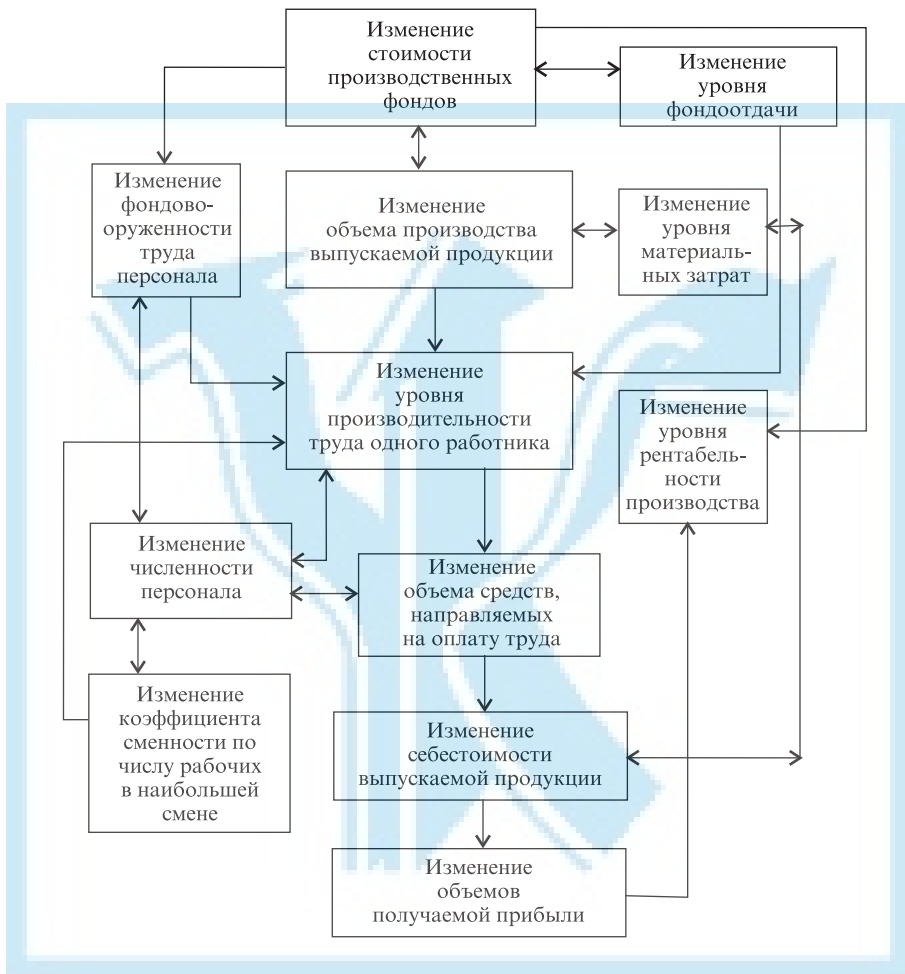 Изменение
стоимости
производственных
фондов
Изменение
уровня
фондоотдачи
Изменение
фондово-
оруженности
труда
персонала
Изменение
объема производства
выпускаемой продукции
Изменение
уровня
материаль-
ных затрат
Изменение
уровня
производительности
труда одного работника
Изменение
уровня
рентабель-
ности
производства
Изменение
численности
персонала
Изменение
объема средств,
направляемых
на оплату труда
Изменение
коэффициента
сменности по
числу рабочих
в наибольшей
смене
Изменение
себестоимости
выпускаемой продукции
Изменение
объемов
получаемой прибыли